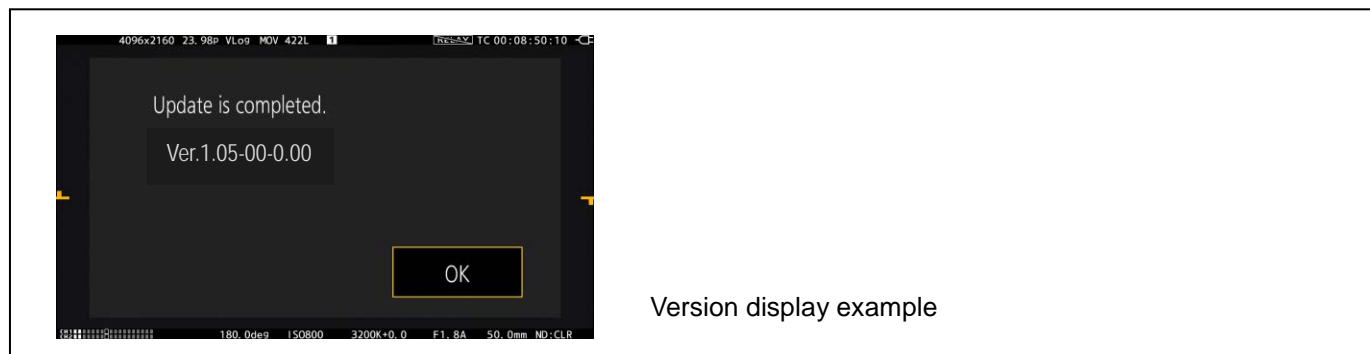 4096x2160 23.98P VLog MOV 422L 1 RELAY TC 00:08:50:10
Update is completed.
Ver.1.05-00-0.00
OK
Version display example
CH1
CH2
180.0deg ISO800 3200K+0.0 F1.8A 50.0mm ND:CLR